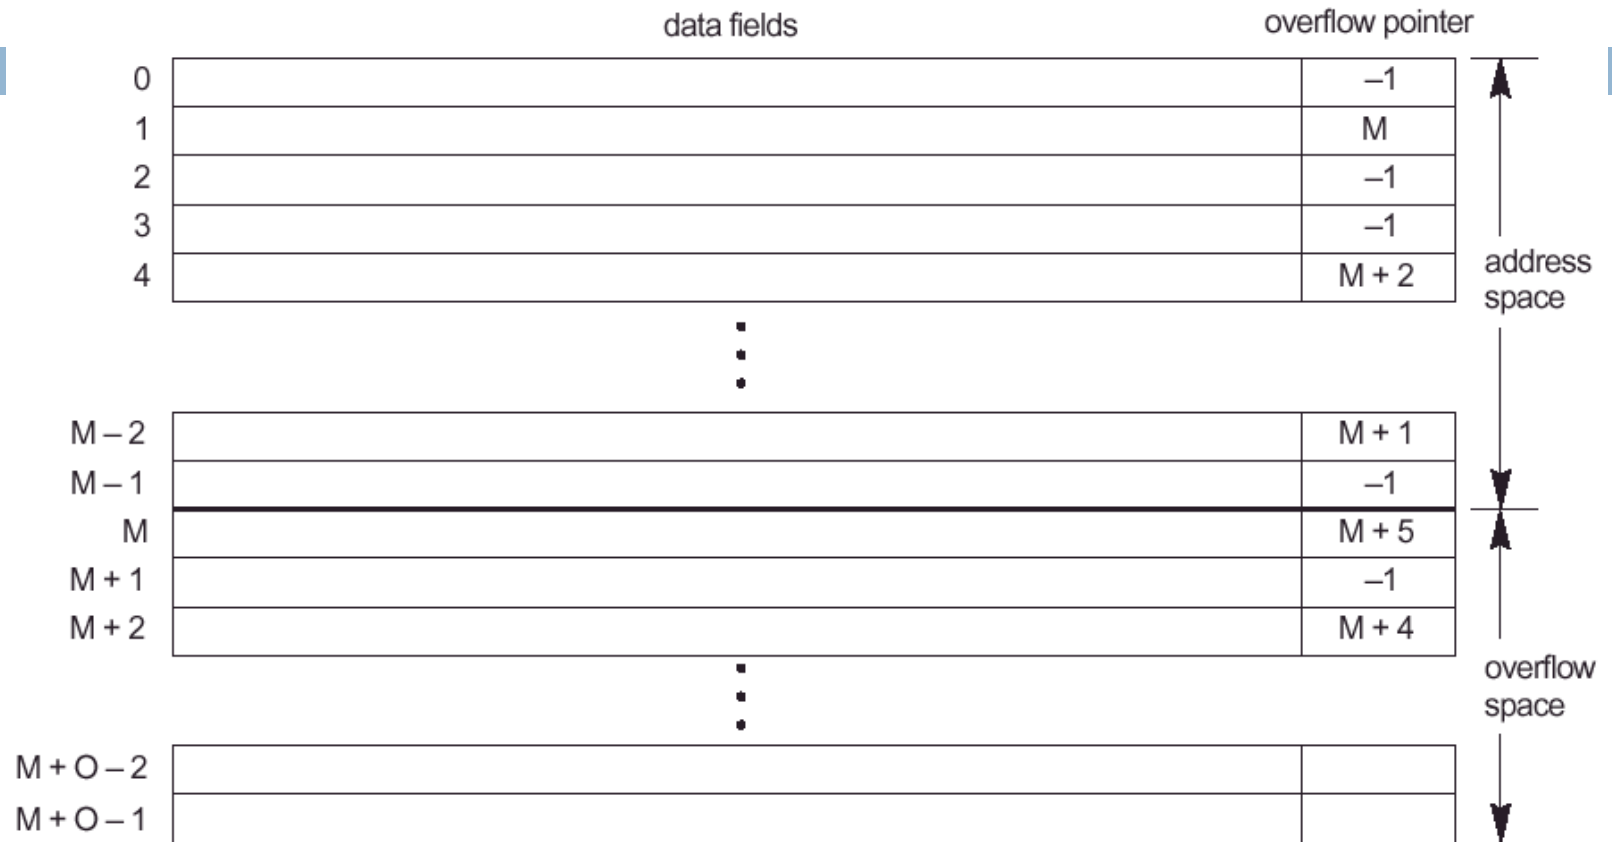 data fields overflow pointer
0 –1
1 M
2 –1
3 –1
4 M + 2
address
space
M – 2 M + 1
M – 1 –1
M M + 5
M + 1 –1
M + 2 M + 4
overflow
space
M + O – 2
M + O – 1